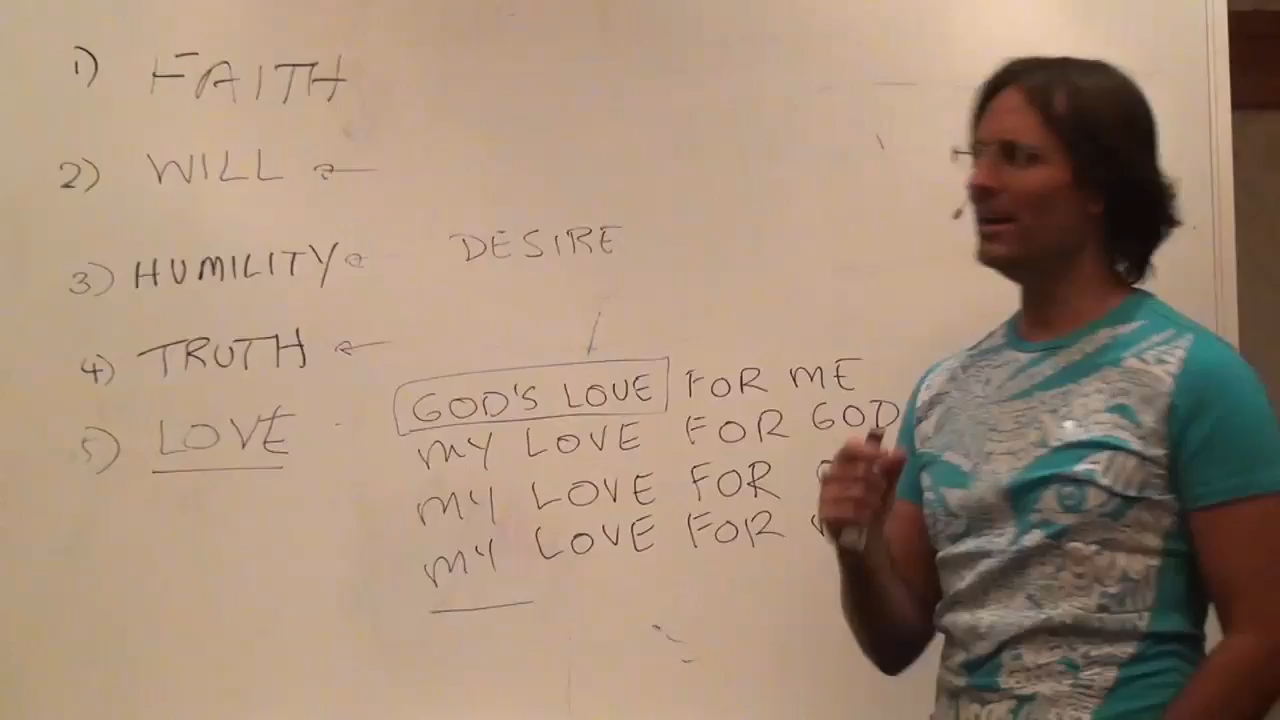 1) FAITH
2) WILL
3) HUMILITY
DESIRE
4) TRUTH
5) LOVE
GOD'S LOVE FOR ME
MY LOVE FOR GOD
MY LOVE FOR
MY LOVE FOR